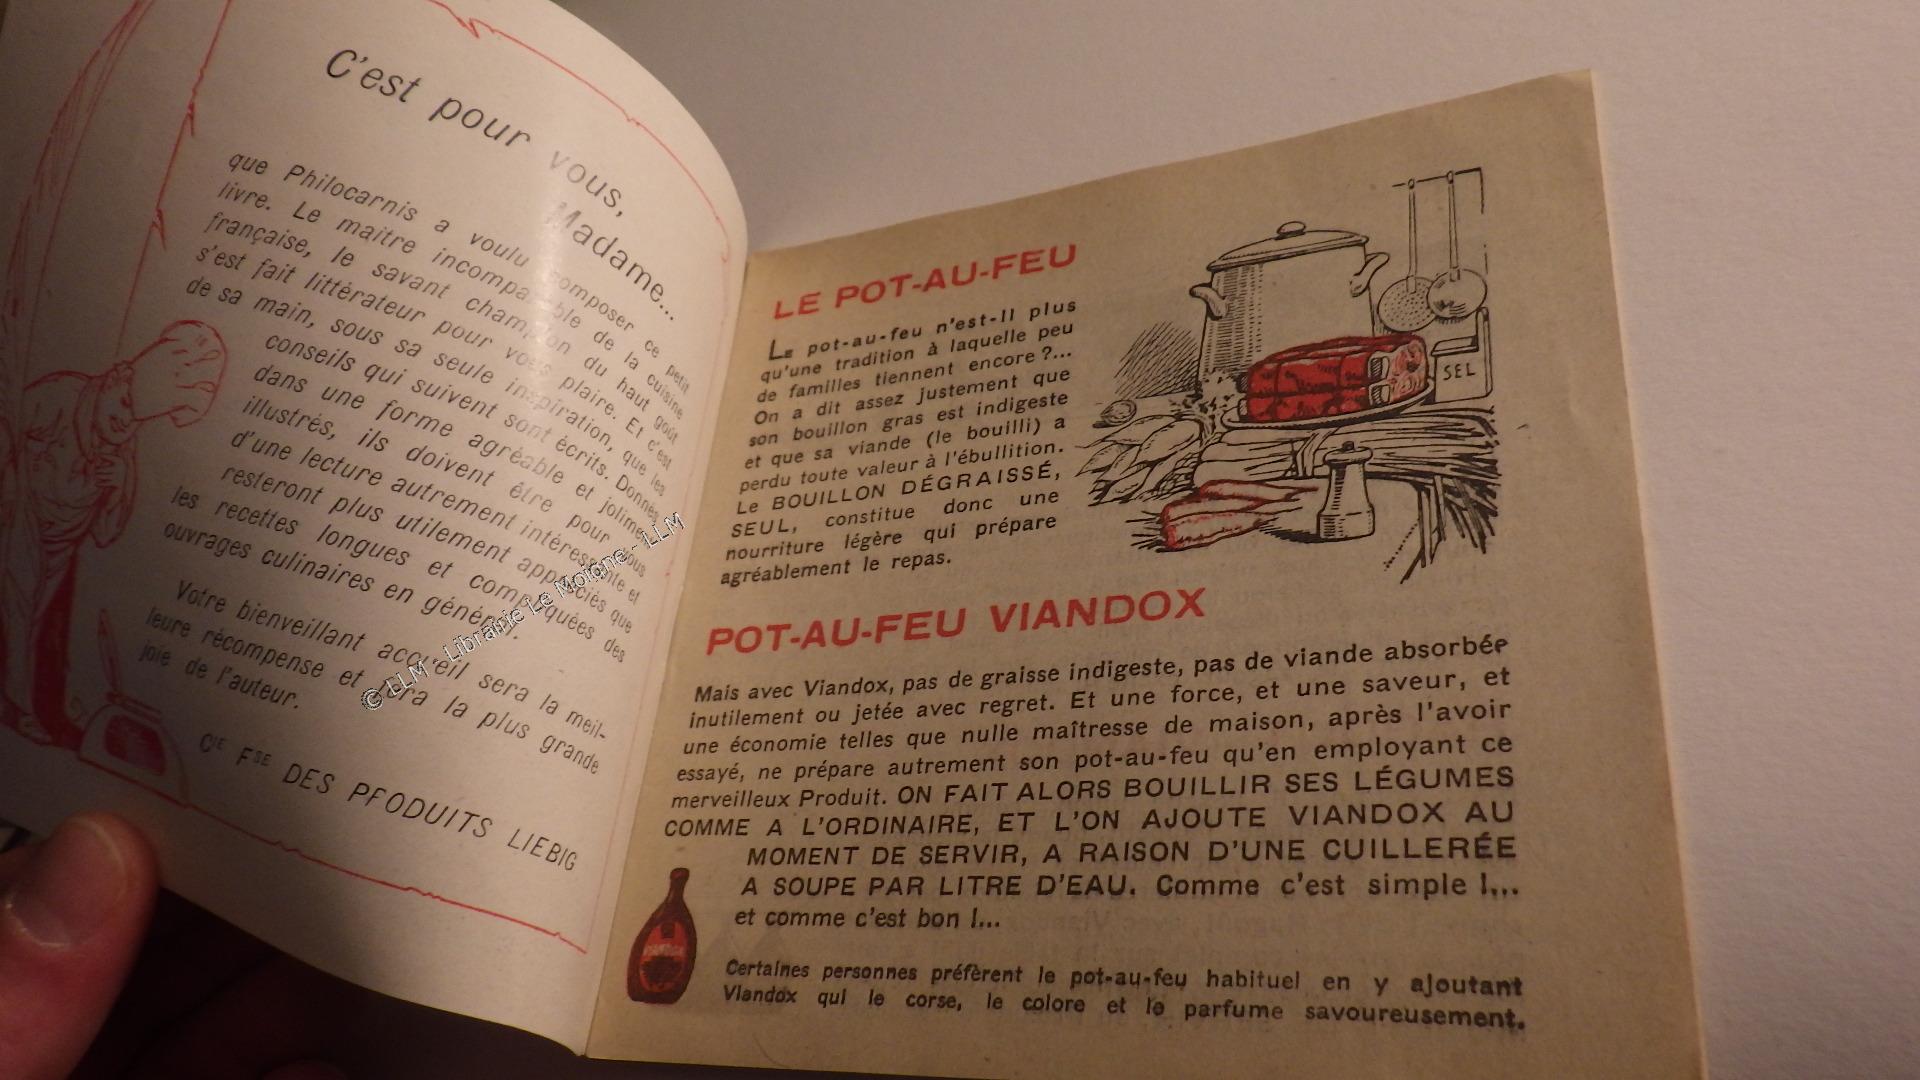 C'est pour vous,
Madame...
que Philocarnis a voulu composer ce petit
livre. Le maitre incomparable de la cuisine
française, le savant champion du haut goût
s'est fait littérateur pour vous plaire. Et c'est
de sa main, sous sa seule inspiration, que les
conseils qui suivent sont écrits. Donnés
dans une forme agréable et joliment
illustrés, ils doivent être pour vous
d'une lecture autrement intéressante et
resteront plus utilement appréciés que
les recettes longues et compliquées des
ouvrages culinaires en général.
Votre bienveillant accueil sera la meil-
leure récompense et sera la plus grande
joie de l'auteur.
CIE FSE DES PRODUITS LIEBIG
© LLM - Librairie Le Moigne - LLM
LE POT-AU-FEU
Le pot-au-feu n'est-il plus
qu'une tradition à laquelle peu
de familles tiennent encore ?...
On a dit assez justement que
son bouillon gras est indigeste
et que sa viande (le bouilli) a
perdu toute valeur à l'ébullition.
Le BOUILLON DÉGRAISSÉ,
SEUL, constitue donc une
nourriture légère qui prépare
agréablement le repas.
SEL
POT-AU-FEU VIANDOX
Mais avec Viandox, pas de graisse indigeste, pas de viande absorbée
inutilement ou jetée avec regret. Et une force, et une saveur, et
une économie telles que nulle maîtresse de maison, après l'avoir
essayé, ne prépare autrement son pot-au-feu qu'en employant ce
merveilleux Produit. ON FAIT ALORS BOUILLIR SES LÉGUMES
COMME A L'ORDINAIRE, ET L'ON AJOUTE VIANDOX AU
MOMENT DE SERVIR, A RAISON D'UNE CUILLERÉE
A SOUPE PAR LITRE D'EAU. Comme c'est simple !...
et comme c'est bon !...
Certaines personnes préfèrent le pot-au-feu habituel en y ajoutant
Viandox qui le corse, le colore et le parfume savoureusement.